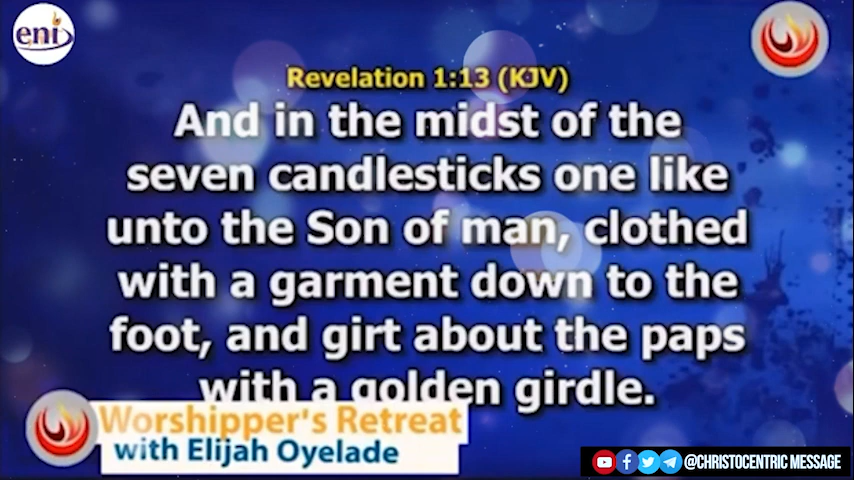 eni
Revelation 1:13 (KJV)
And in the midst of the
seven candlesticks one like
unto the Son of man, clothed
with a garment down to the
foot, and girt about the paps
with a golden girdle.
Worshipper's Retreat
with Elijah Oyelade
@CHRISTOCENTRIC MESSAGE